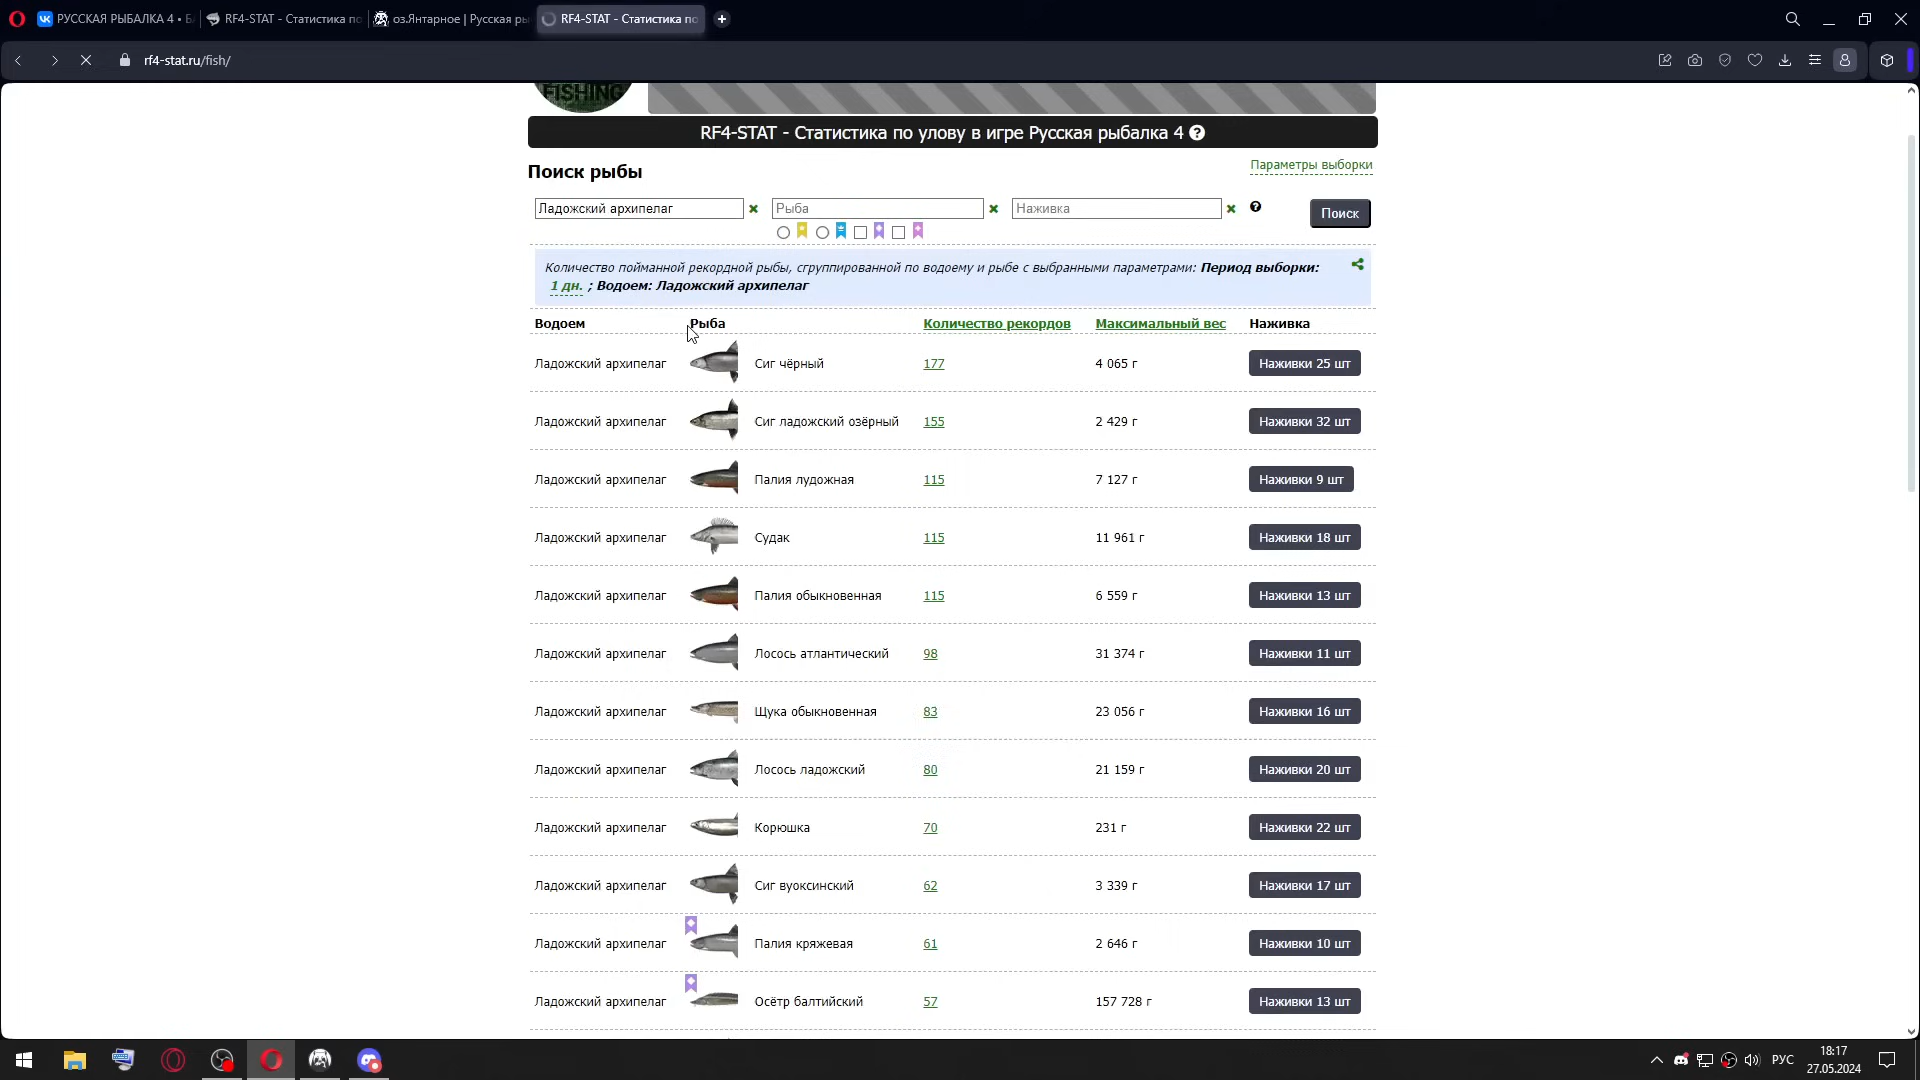 РУССКАЯ РЫБАЛКА 4 •
RF4-STAT - Статистика по
оз.Янтарное | Русская ры
RF4-STAT - Статистика по
rf4-stat.ru/fish/
FISHING
RF4-STAT - Статистика по улову в игре Русская рыбалка 4
Поиск рыбы
Параметры выборки
Ладожский архипелаг
Рыба
Наживка
Поиск
Количество пойманной рекордной рыбы, сгруппированной по водоему и рыбе с выбранными параметрами: Период выборки:
1 дн. ; Водоем: Ладожский архипелаг
Водоем Рыба Количество рекордов Максимальный вес Наживка
Ладожский архипелаг Сиг чёрный 177 4 065 г Наживки 25 шт
Ладожский архипелаг Сиг ладожский озёрный 155 2 429 г Наживки 32 шт
Ладожский архипелаг Палия лудожная 115 7 127 г Наживки 9 шт
Ладожский архипелаг Судак 115 11 961 г Наживки 18 шт
Ладожский архипелаг Палия обыкновенная 115 6 559 г Наживки 13 шт
Ладожский архипелаг Лосось атлантический 98 31 374 г Наживки 11 шт
Ладожский архипелаг Щука обыкновенная 83 23 056 г Наживки 16 шт
Ладожский архипелаг Лосось ладожский 80 21 159 г Наживки 20 шт
Ладожский архипелаг Корюшка 70 231 г Наживки 22 шт
Ладожский архипелаг Сиг вуоксинский 62 3 339 г Наживки 17 шт
Ладожский архипелаг Палия кряжевая 61 2 646 г Наживки 10 шт
Ладожский архипелаг Осётр балтийский 57 157 728 г Наживки 13 шт
РУС
18:17
27.05.2024